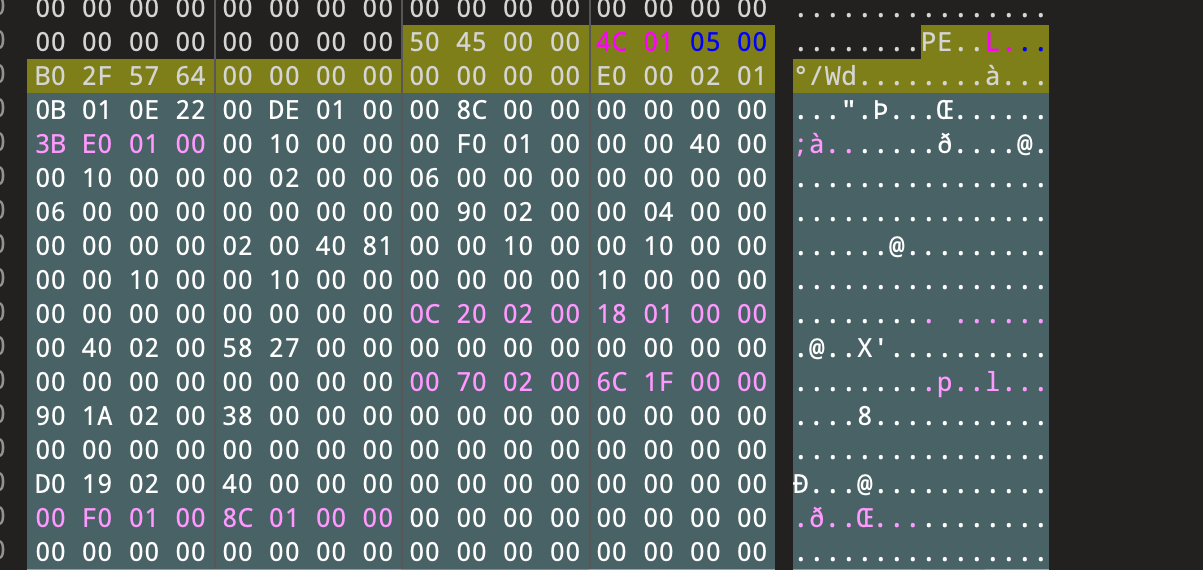 00 00 00 00 00 00 00 00 00 00 00 00 00 00 00 00 ................
00 00 00 00 00 00 00 00 50 45 00 00 4C 01 05 00 ........PE..L...
B0 2F 57 64 00 00 00 00 00 00 00 00 E0 00 02 01 °/Wd........à...
0B 01 0E 22 00 DE 01 00 00 8C 00 00 00 00 00 00 ...".Þ...Œ......
3B E0 01 00 00 10 00 00 00 F0 01 00 00 00 40 00 ;à.......ð....@.
00 10 00 00 00 02 00 00 06 00 00 00 00 00 00 00 ................
06 00 00 00 00 00 00 00 00 90 02 00 00 04 00 00 ................
00 00 00 00 02 00 40 81 00 00 10 00 00 10 00 00 ......@.........
00 00 10 00 00 10 00 00 00 00 00 00 10 00 00 00 ................
00 00 00 00 00 00 00 00 0C 20 02 00 18 01 00 00 ......... ......
00 40 02 00 58 27 00 00 00 00 00 00 00 00 00 00 .@..X'..........
00 00 00 00 00 00 00 00 00 70 02 00 6C 1F 00 00 .........p..l...
90 1A 02 00 38 00 00 00 00 00 00 00 00 00 00 00 ....8...........
00 00 00 00 00 00 00 00 00 00 00 00 00 00 00 00 ................
D0 19 02 00 40 00 00 00 00 00 00 00 00 00 00 00 Ð...@...........
00 F0 01 00 8C 01 00 00 00 00 00 00 00 00 00 00 .ð..Œ...........
00 00 00 00 00 00 00 00 00 00 00 00 00 00 00 00 ................